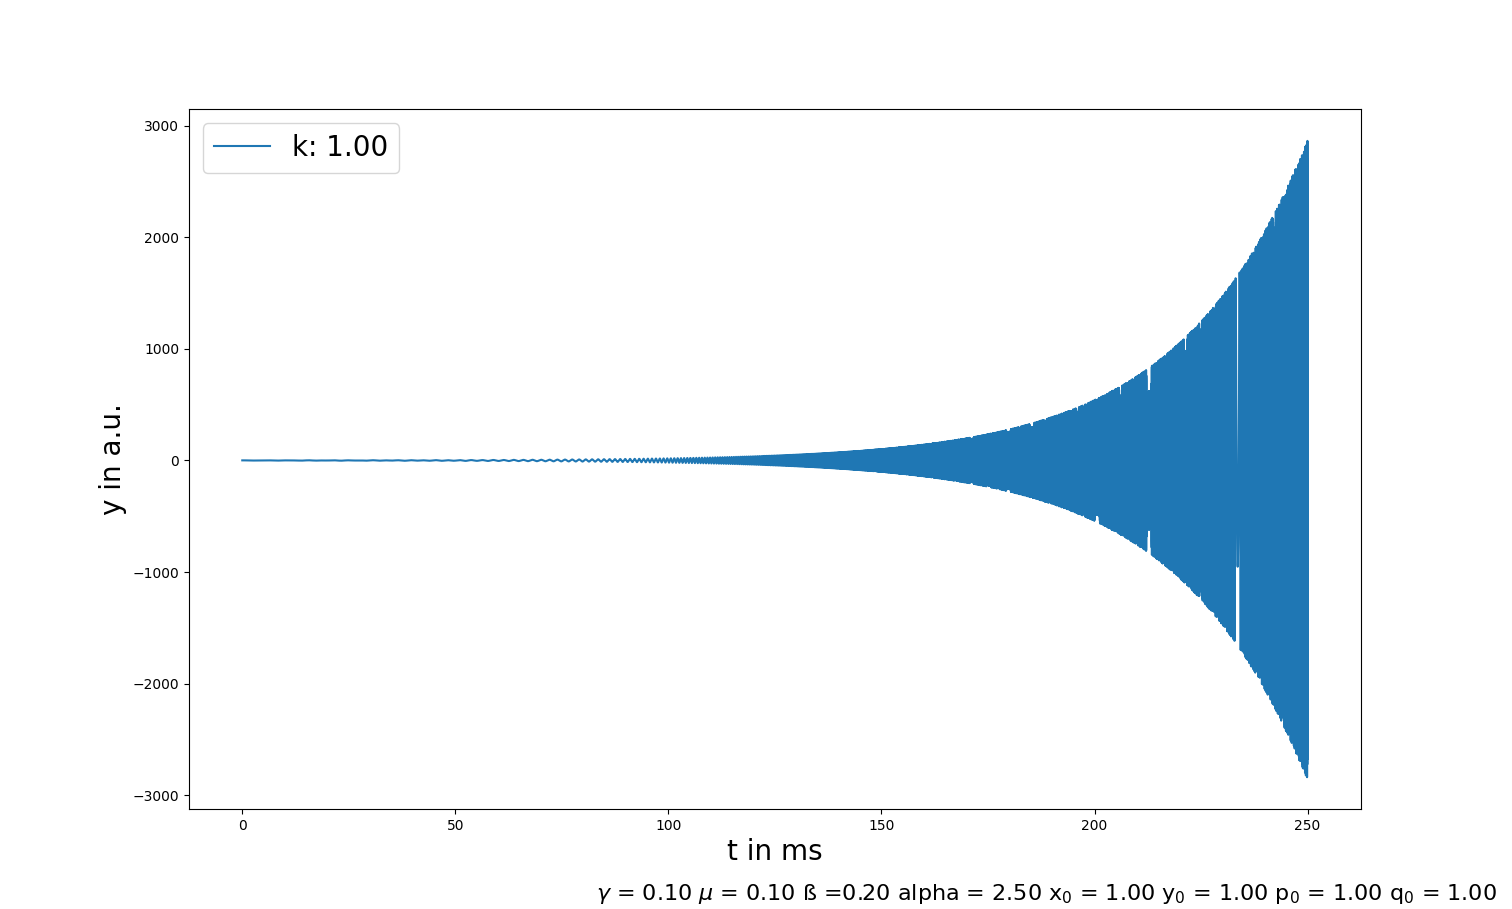 k: 1.00
3000
2000
1000
0
−1000
−2000
−3000
y in a.u.
0 50 100 150 200 250
t in ms
γ = 0.10 μ = 0.10 ß =0.20 alpha = 2.50 x₀ = 1.00 y₀ = 1.00 p₀ = 1.00 q₀ = 1.00